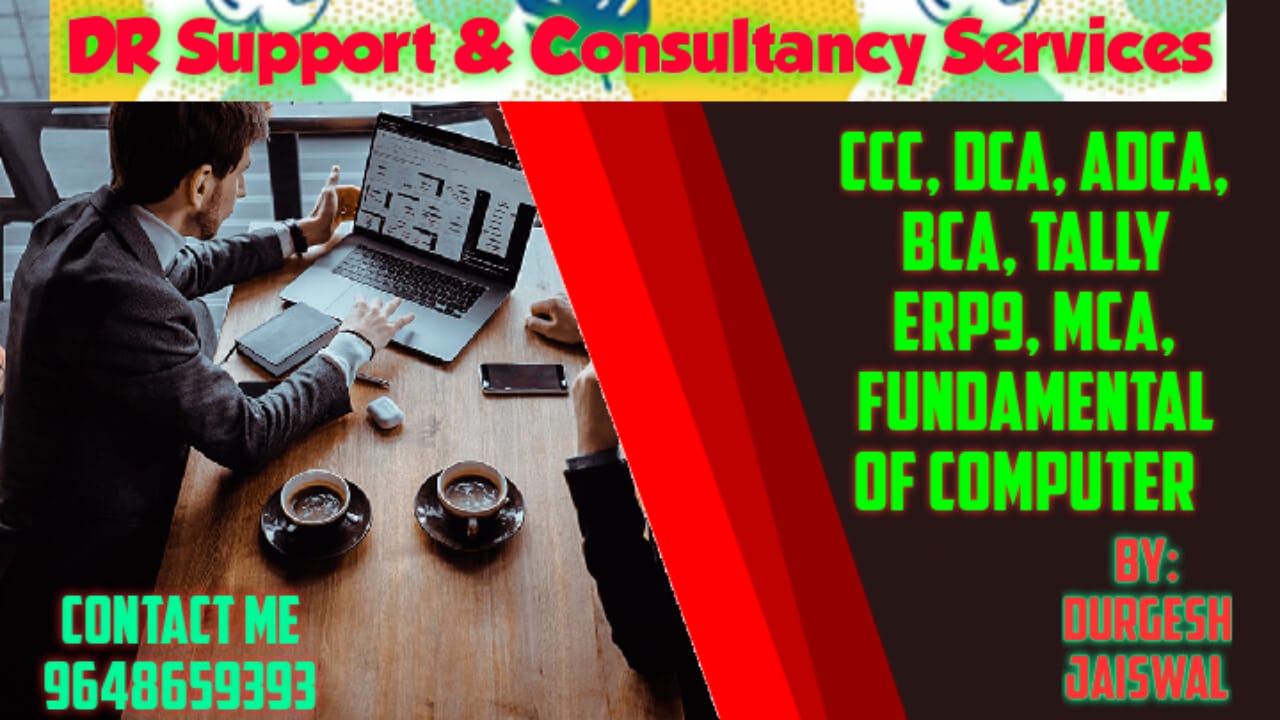 DR Support & Consultancy Services
CCC, DCA, ADCA,
BCA, TALLY
ERP9, MCA,
FUNDAMENTAL
OF COMPUTER
BY:
DURGESH
JAISWAL
CONTACT ME
9648659393